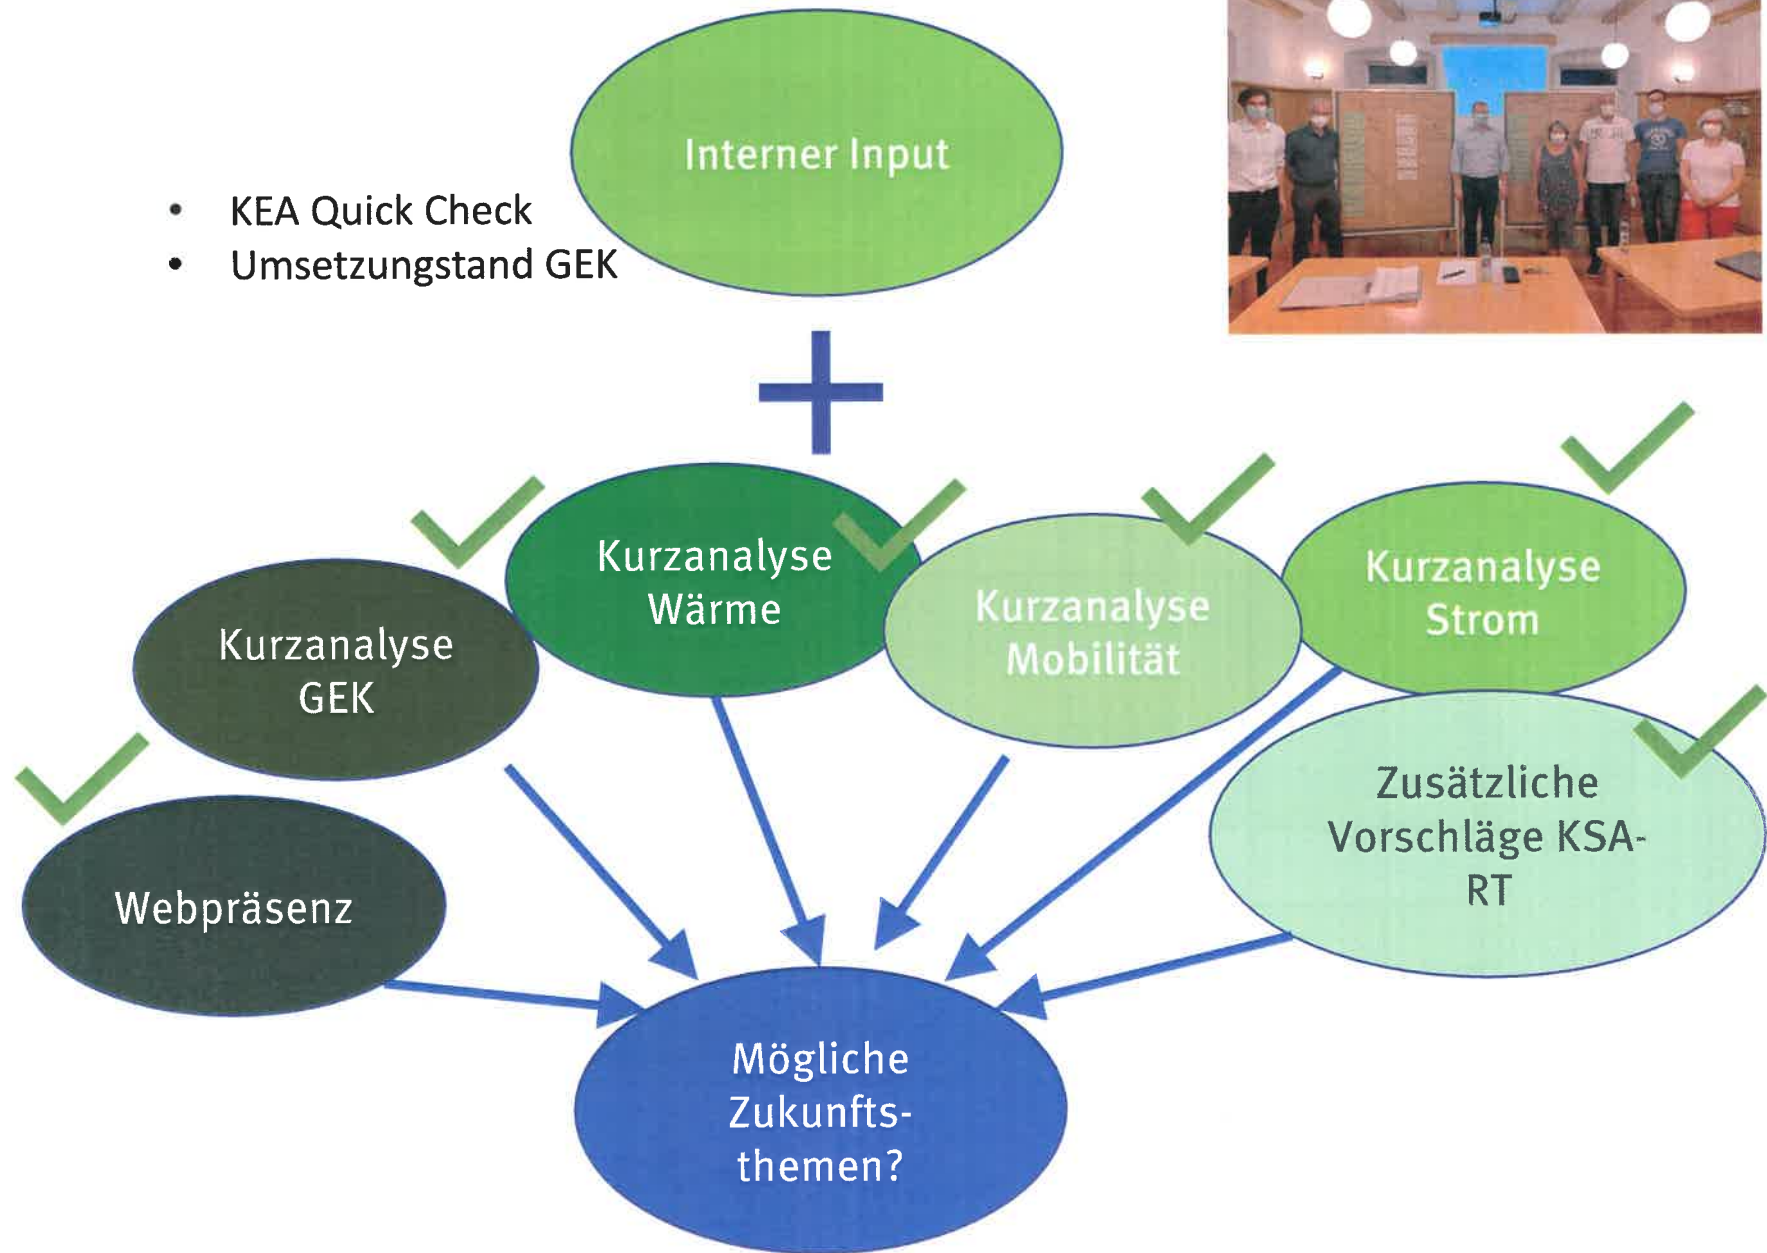 Interner Input
• KEA Quick Check
• Umsetzungstand GEK
Kurzanalyse
GEK
Kurzanalyse
Wärme
Kurzanalyse
Mobilität
Kurzanalyse
Strom
Webpräsenz
Zusätzliche
Vorschläge KSA-
RT
Mögliche
Zukunfts-
themen?